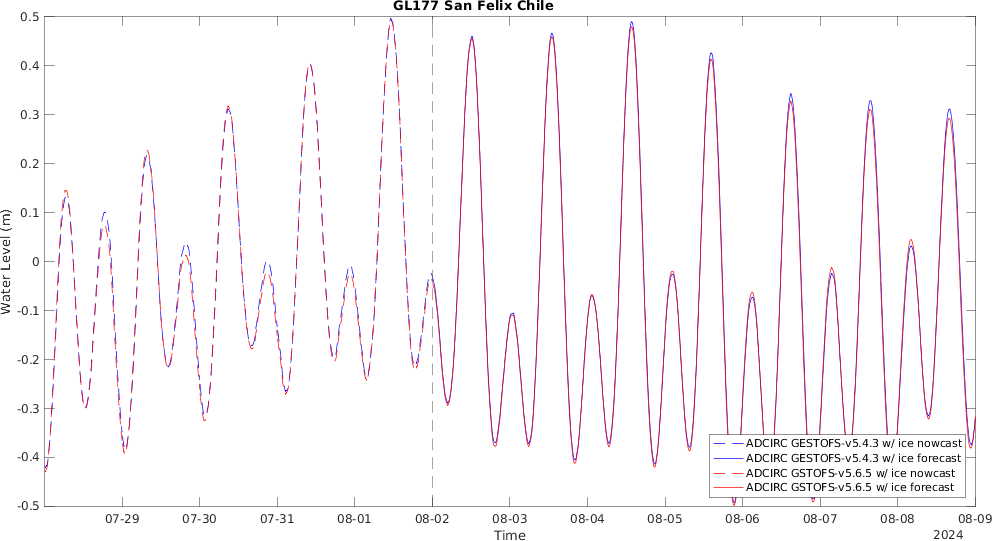 GL177 San Felix Chile
0.5
0.4
0.3
0.2
0.1
0
-0.1
-0.2
-0.3
-0.4
-0.5
Water Level (m)
ADCIRC GESTOFS-v5.4.3 w/ ice nowcast
ADCIRC GESTOFS-v5.4.3 w/ ice forecast
ADCIRC GSTOFS-v5.6.5 w/ ice nowcast
ADCIRC GSTOFS-v5.6.5 w/ ice forecast
07-29 07-30 07-31 08-01 08-02 08-03 08-04 08-05 08-06 08-07 08-08 08-09
Time
2024